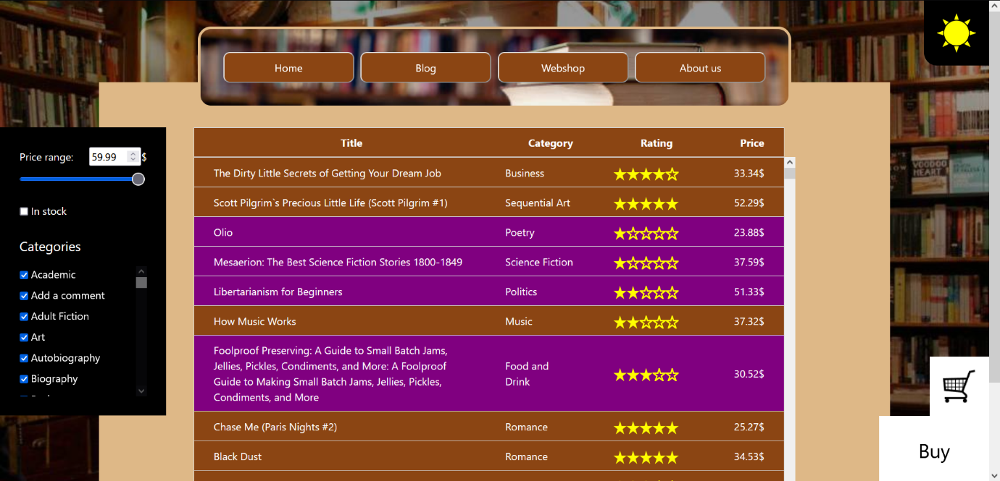 Home
Blog
Webshop
About us
Price range:
59.99
$
In stock
Categories
Academic
Add a comment
Adult Fiction
Art
Autobiography
Biography
Title Category Rating Price
The Dirty Little Secrets of Getting Your Dream Job Business ★★★★☆ 33.34$
Scott Pilgrim`s Precious Little Life (Scott Pilgrim #1) Sequential Art ★★★★★ 52.29$
Olio Poetry ★☆☆☆☆ 23.88$
Mesaerion: The Best Science Fiction Stories 1800-1849 Science Fiction ★☆☆☆☆ 37.59$
Libertarianism for Beginners Politics ★★☆☆☆ 51.33$
How Music Works Music ★★☆☆☆ 37.32$
Foolproof Preserving: A Guide to Small Batch Jams,
Jellies, Pickles, Condiments, and More: A Foolproof
Guide to Making Small Batch Jams, Jellies, Pickles,
Condiments, and More
Food and
Drink
★★★☆☆ 30.52$
Chase Me (Paris Nights #2) Romance ★★★★★ 25.27$
Black Dust Romance ★★★★★ 34.53$
VOODOO
HEART
Buy